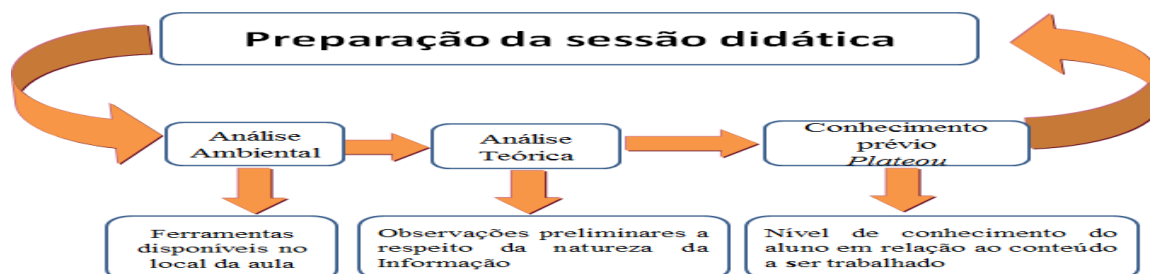 Preparação da sessão didática
Análise
Ambiental
Análise
Teórica
Conhecimento
prévio
Plateou
Ferramentas
disponíveis no
local da aula
Observações preliminares a
respeito da natureza da
Informação
Nível de conhecimento do
aluno em relação ao conteúdo
a ser trabalhado